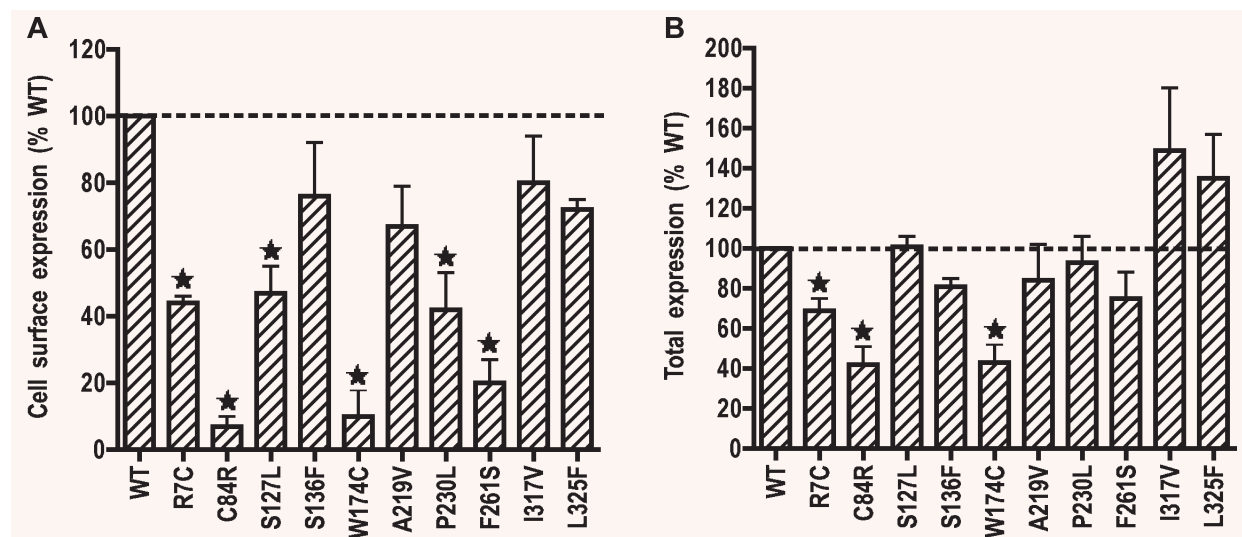 A
Cell surface expression (% WT)
120
100
80
60
40
20
0
WT
R7C
C84R
S127L
S136F
W174C
A219V
P230L
F261S
I317V
L325F
B
Total expression (% WT)
200
180
160
140
120
100
80
60
40
20
0
WT
R7C
C84R
S127L
S136F
W174C
A219V
P230L
F261S
I317V
L325F